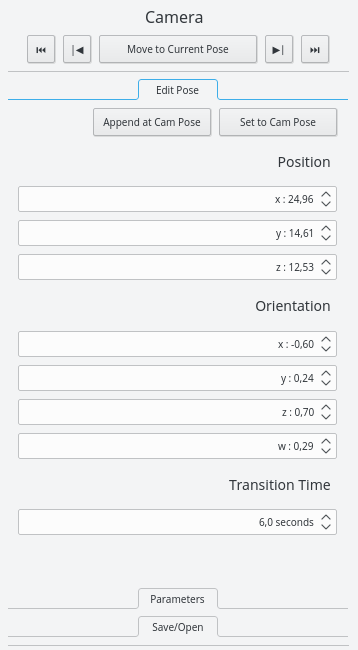 Camera
Move to Current Pose
Edit Pose
Append at Cam Pose Set to Cam Pose
Position
x : 24,96
y : 14,61
z : 12,53
Orientation
x : -0,60
y : 0,24
z : 0,70
w : 0,29
Transition Time
6,0 seconds
Parameters
Save/Open